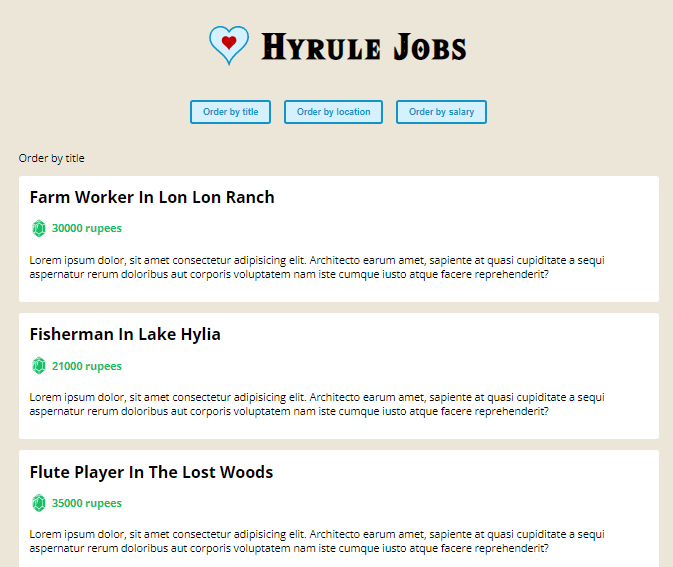 Hyrule Jobs
Order by title
Order by location
Order by salary
Order by title
Farm Worker In Lon Lon Ranch
30000 rupees
Lorem ipsum dolor, sit amet consectetur adipisicing elit. Architecto earum amet, sapiente at quasi cupiditate a sequi
aspernatur rerum doloribus aut corporis voluptatem nam iste cumque iusto atque facere reprehenderit?
Fisherman In Lake Hylia
21000 rupees
Lorem ipsum dolor, sit amet consectetur adipisicing elit. Architecto earum amet, sapiente at quasi cupiditate a sequi
aspernatur rerum doloribus aut corporis voluptatem nam iste cumque iusto atque facere reprehenderit?
Flute Player In The Lost Woods
35000 rupees
Lorem ipsum dolor, sit amet consectetur adipisicing elit. Architecto earum amet, sapiente at quasi cupiditate a sequi
aspernatur rerum doloribus aut corporis voluptatem nam iste cumque iusto atque facere reprehenderit?